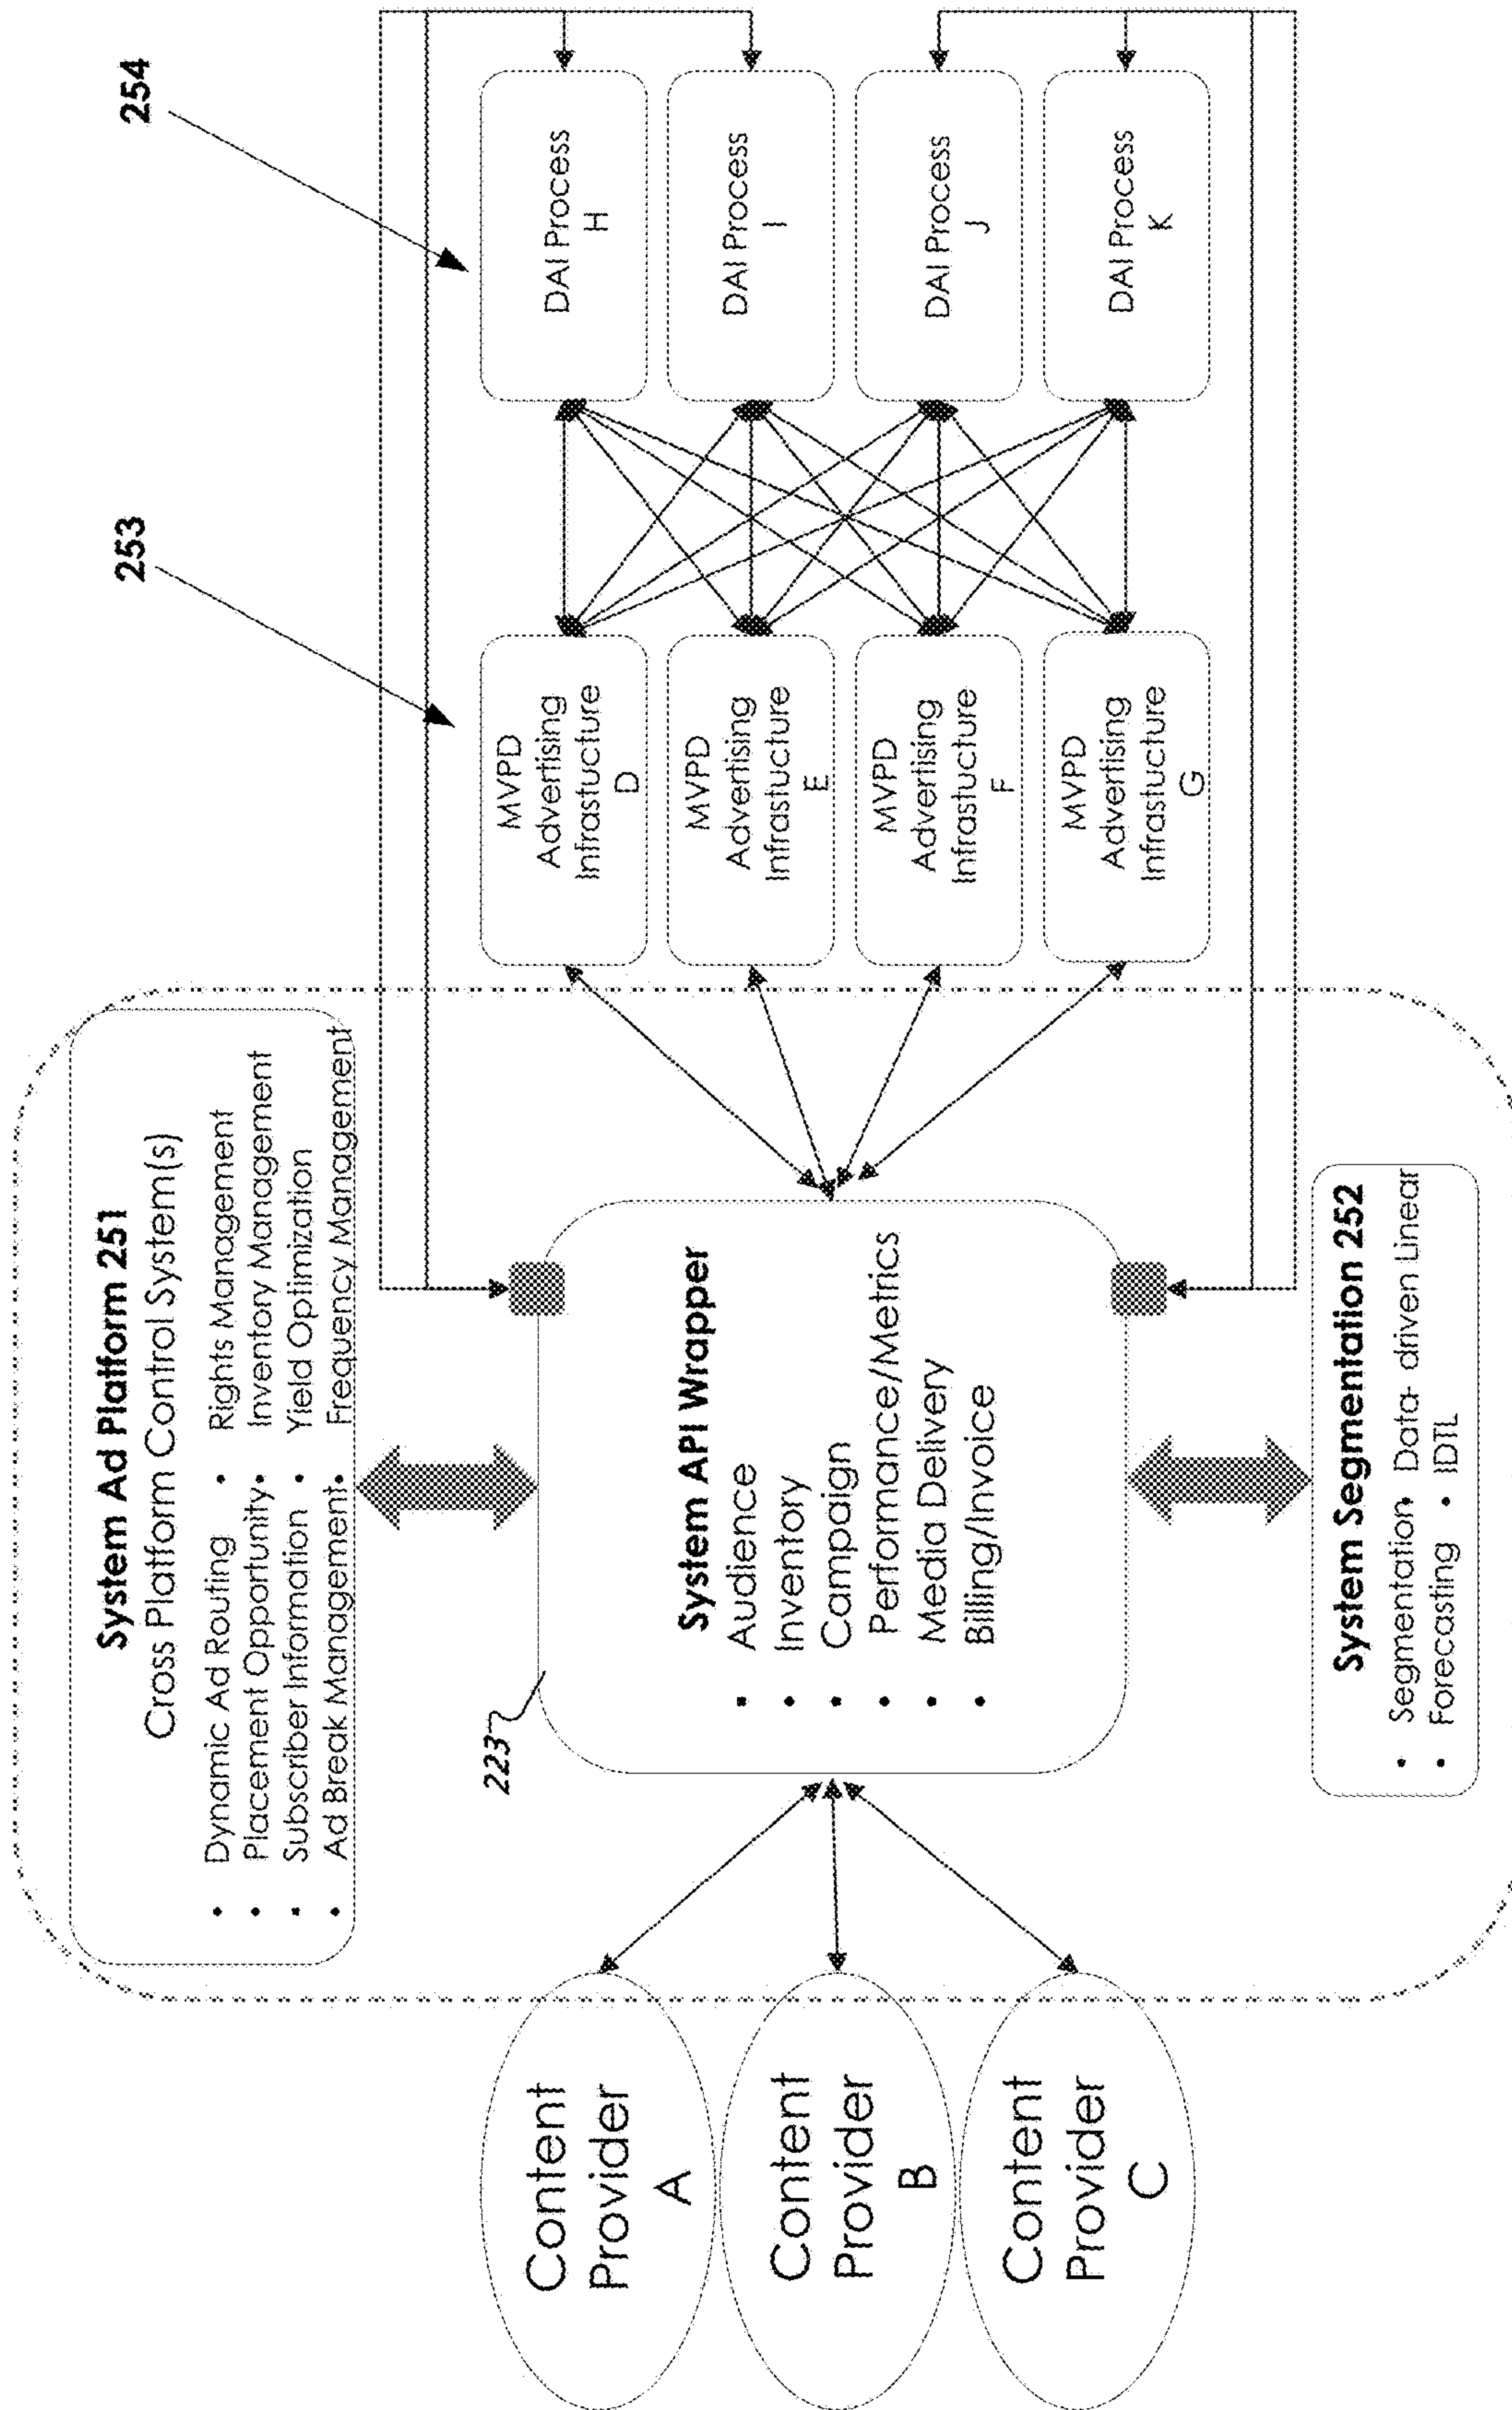 System Ad Platform 251
Cross Platform Control System(s)
• Dynamic Ad Routing
• Placement Opportunity
• Subscriber Information
• Ad Break Management
• Rights Management
• Inventory Management
• Yield Optimization
• Frequency Management
223
System API Wrapper
• Audience
• Inventory
• Campaign
• Performance/Metrics
• Media Delivery
• Billing/Invoice
System Segmentation 252
• Segmentation
• Forecasting
• Data- driven Linear
• IDTL
Content
Provider
A
Content
Provider
B
Content
Provider
C
253
MVPD
Advertising
Infrastucture
D
MVPD
Advertising
Infrastucture
E
MVPD
Advertising
Infrastucture
F
MVPD
Advertising
Infrastucture
G
254
DAI Process
H
DAI Process
I
DAI Process
J
DAI Process
K